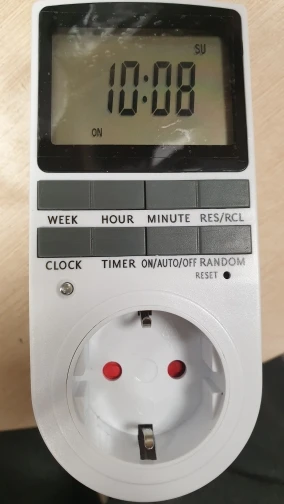 SU
10:08
ON
WEEK HOUR MINUTE RES/RCL
CLOCK TIMER ON/AUTO/OFF RANDOM
RESET